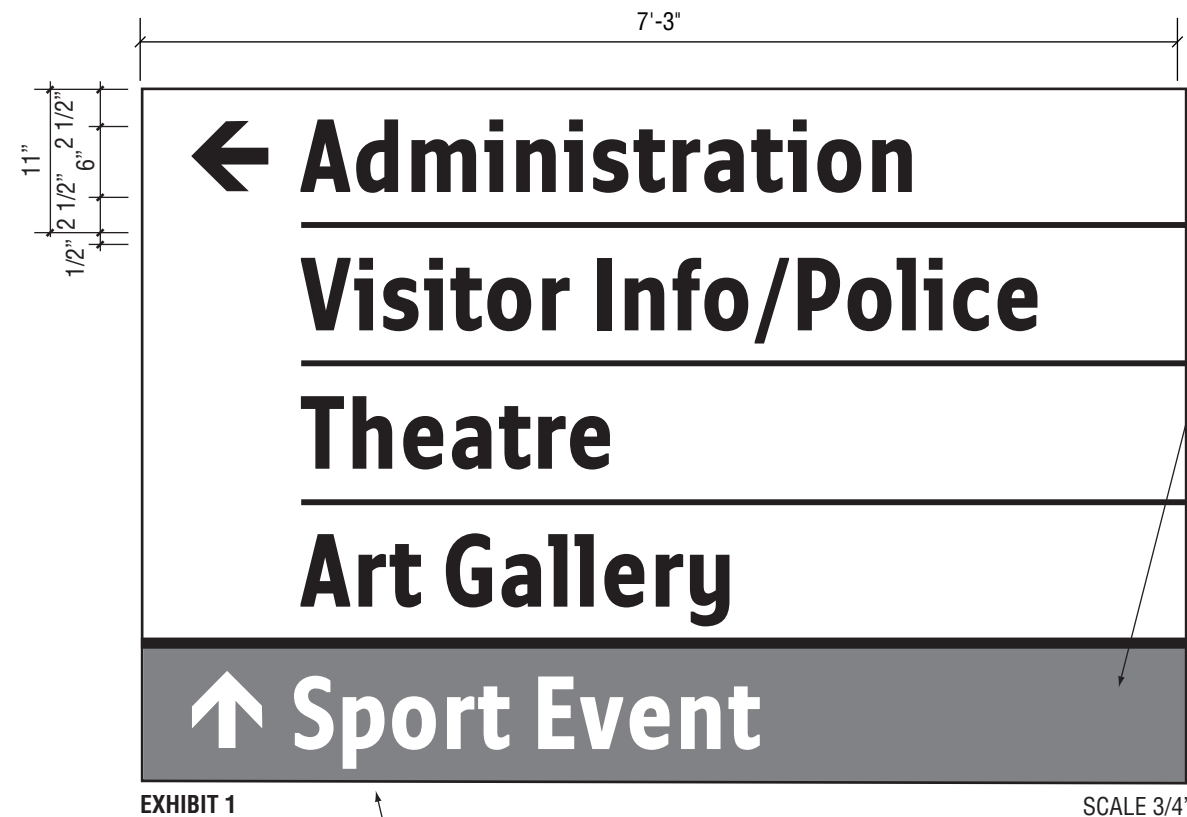 7'-3"
11”
2 1/2”
6”
2 1/2”
1/2”
Administration
Visitor Info/Police
Theatre
Art Gallery
Sport Event
EXHIBIT 1
SCALE 3/4”